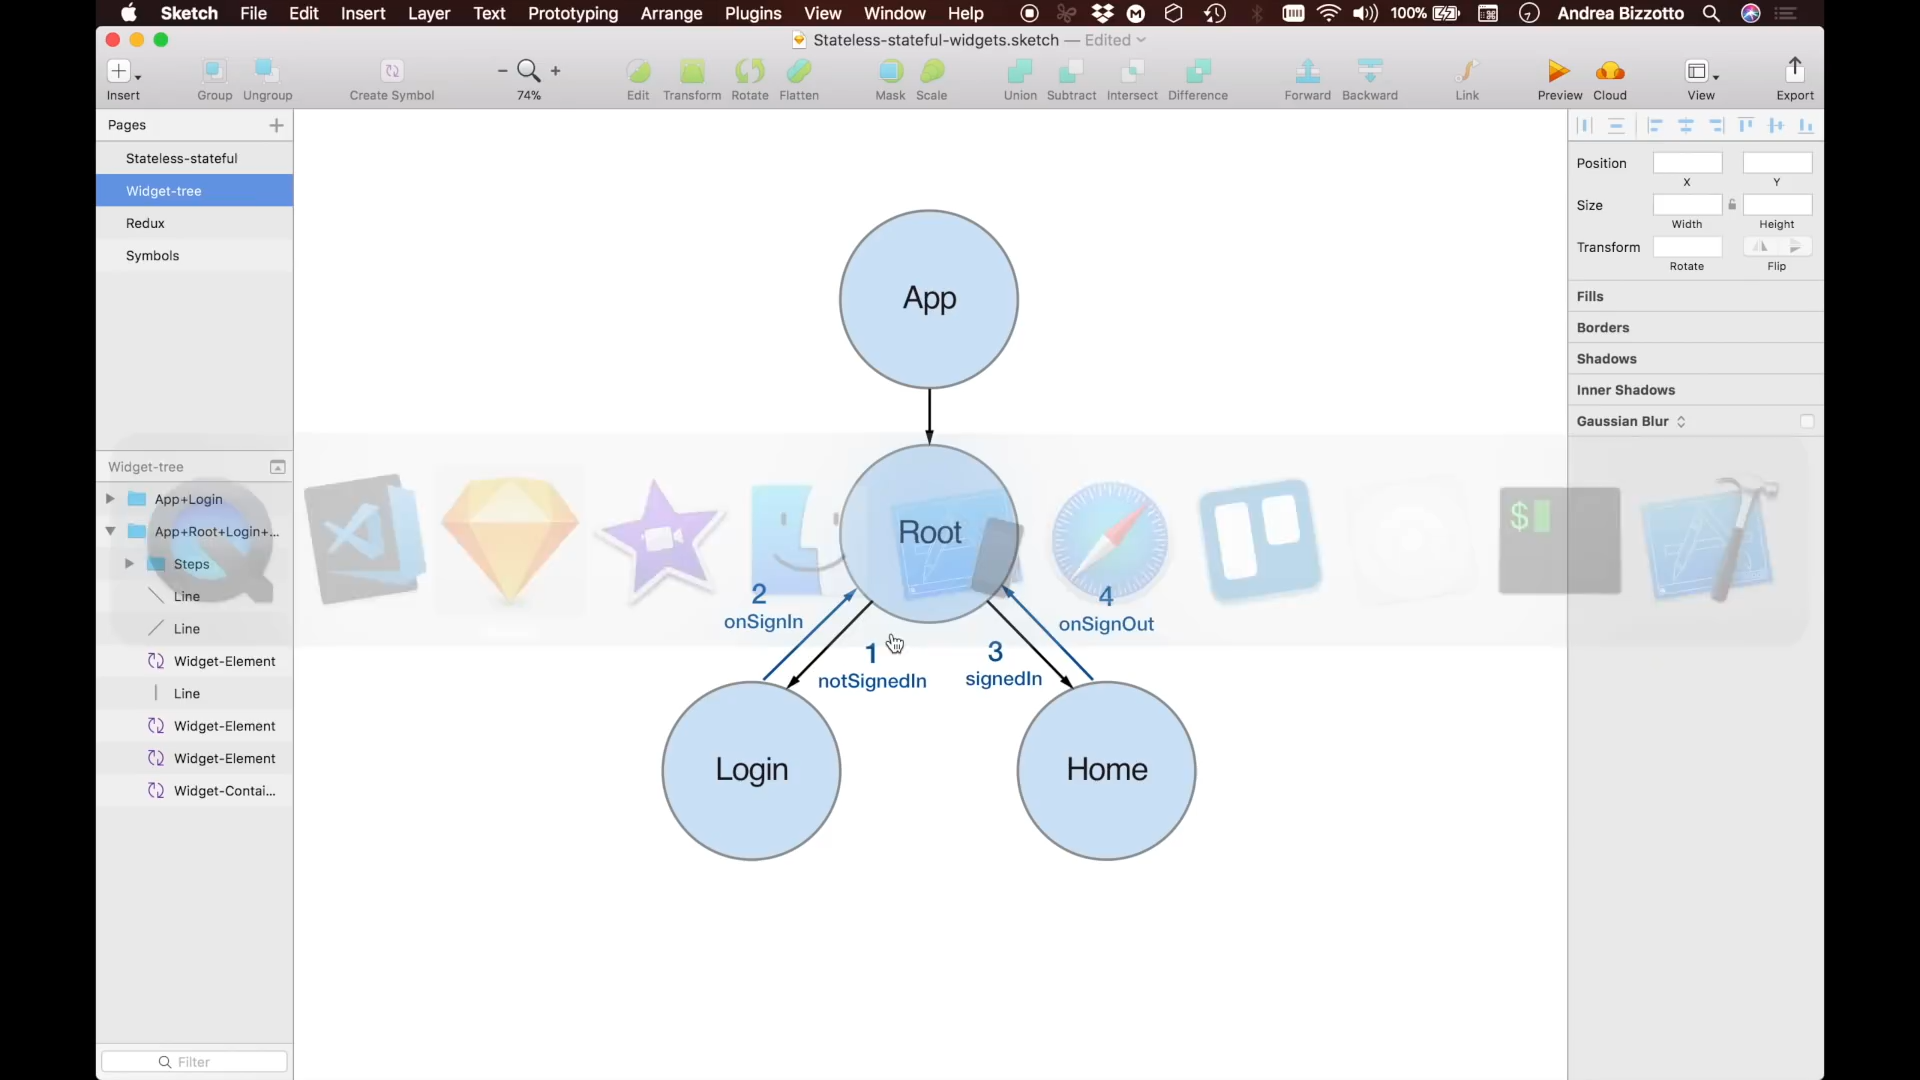 Sketch File Edit Insert Layer Text Prototyping Arrange Plugins View Window Help 100% Andrea Bizzotto
Stateless-stateful-widgets.sketch — Edited
Insert Group Ungroup Create Symbol 74% Edit Transform Rotate Flatten Mask Scale Union Subtract Intersect Difference Forward Backward Link Preview Cloud View Export
Pages
Stateless-stateful
Widget-tree
Redux
Symbols
Widget-tree
App+Login
App+Root+Login+...
Steps
Line
Line
Widget-Element
Line
Widget-Element
Widget-Element
Widget-Contai...
Filter
App
Root
2
onSignIn
1
notSignedIn
3
signedIn
4
onSignOut
Login
Home
$
Position
X Y
Size
Width Height
Transform
Rotate Flip
Fills
Borders
Shadows
Inner Shadows
Gaussian Blur